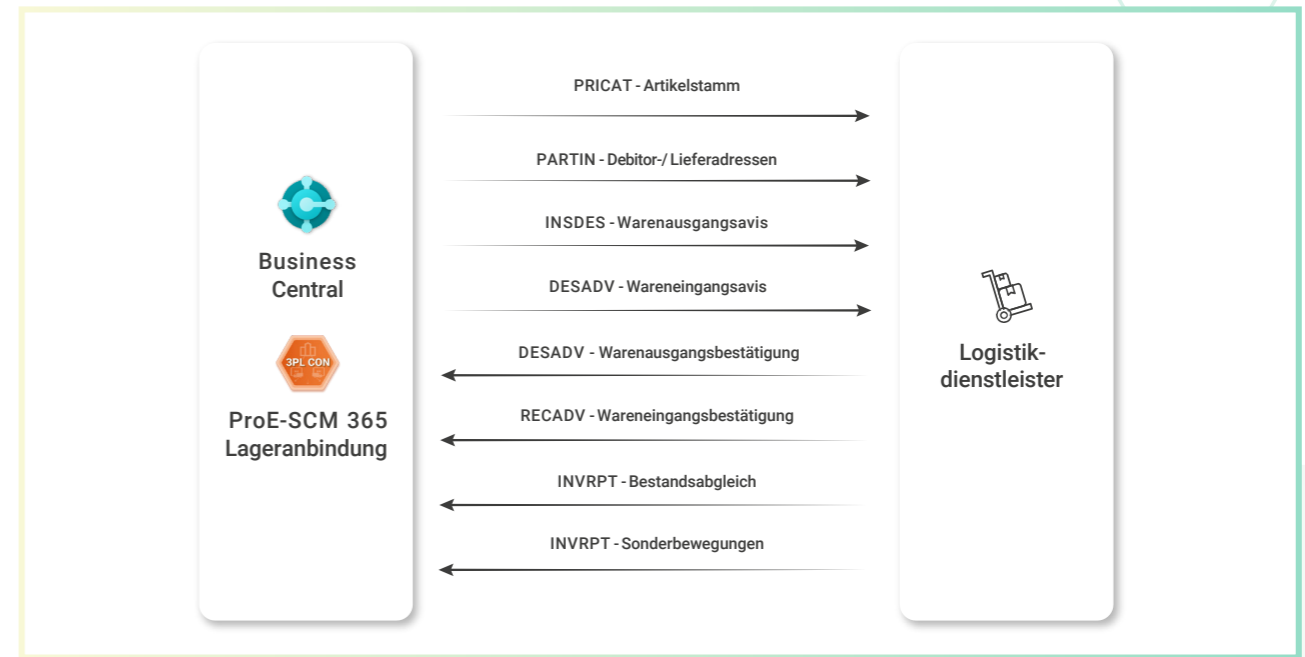 PRICAT - Artikelstamm
PARTIN - Debitor-/ Lieferadressen
INSDES - Warenausgangsavis
DESADV - Wareneingangsavis
DESADV - Warenausgangsbestätigung
RECADV - Wareneingangsbestätigung
INVRPT - Bestandsabgleich
INVRPT - Sonderbewegungen
Business
Central
3PL CON
ProE-SCM 365
Lageranbindung
Logistik-
dienstleister